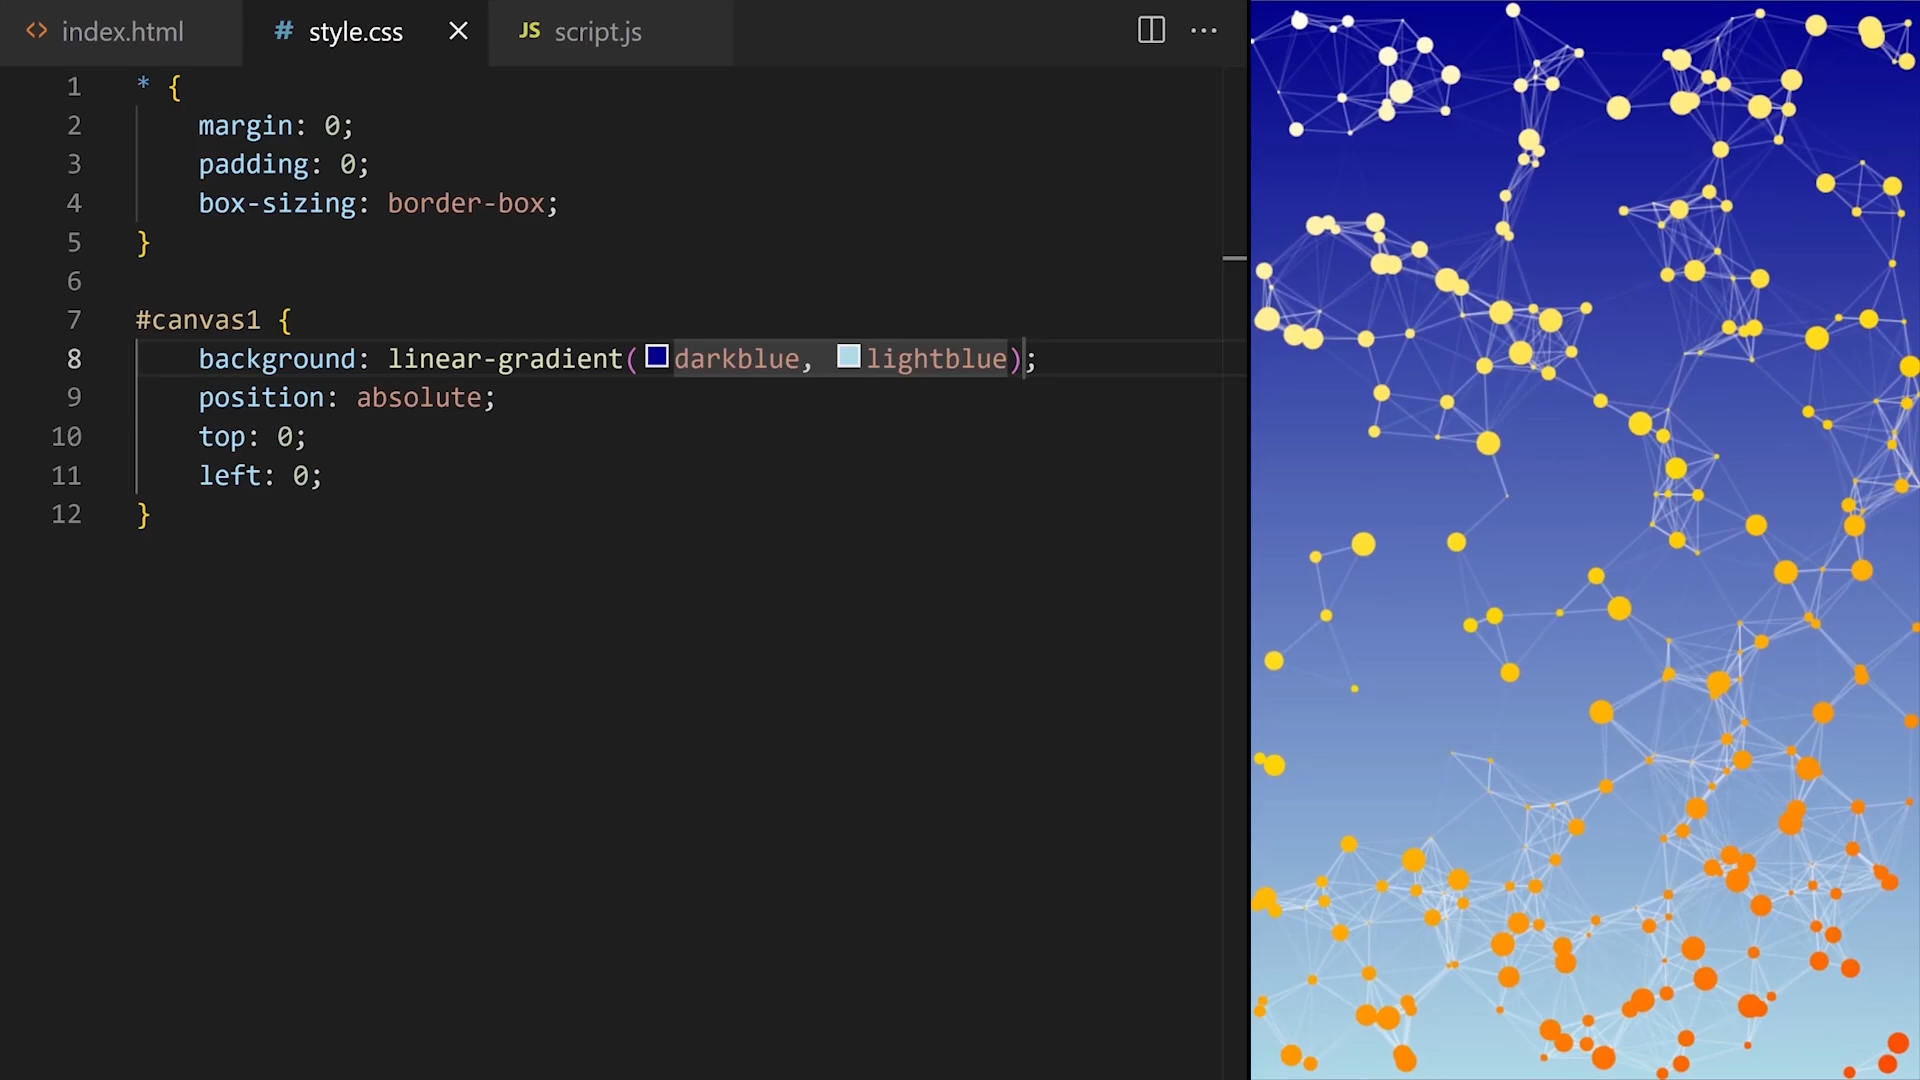 <> index.html # style.css × JS script.js ...
1 * {
2 margin: 0;
3 padding: 0;
4 box-sizing: border-box;
5 }
6
7 #canvas1 {
8 background: linear-gradient(darkblue, lightblue);
9 position: absolute;
10 top: 0;
11 left: 0;
12 }